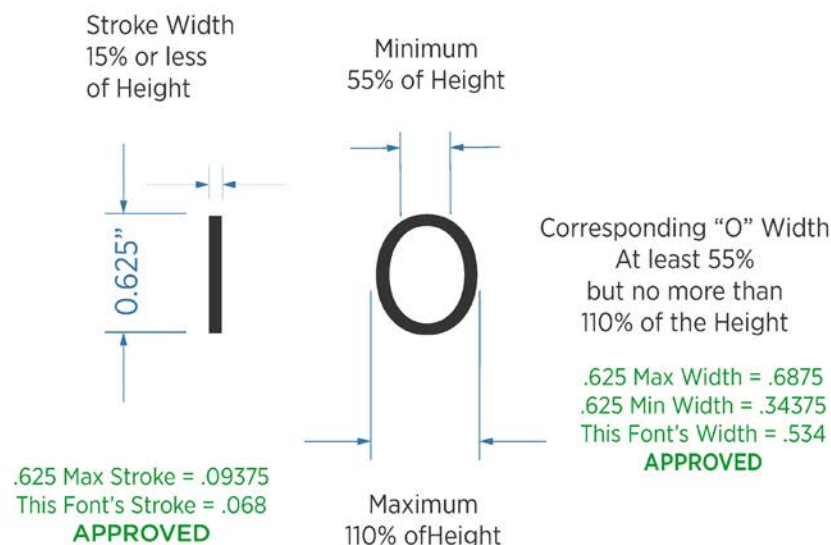 Stroke Width
15% or less
of Height
Minimum
55% of Height
0.625”
Corresponding “O” Width
At least 55%
but no more than
110% of the Height
.625 Max Width = .6875
.625 Min Width = .34375
This Font's Width = .534
APPROVED
.625 Max Stroke = .09375
This Font's Stroke = .068
APPROVED
Maximum
110% ofHeight